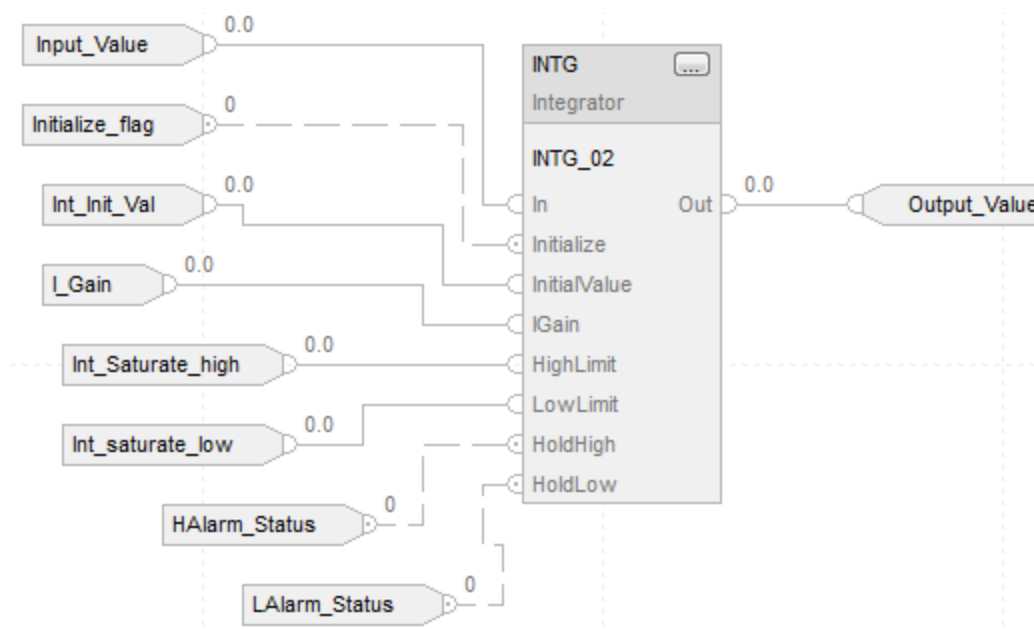 0.0
Input_Value
INTG
...
Integrator
0
Initialize_flag
INTG_02
0.0
0.0
Int_Init_Val
In
Out
Output_Value
Initialize
0.0
I_Gain
InitialValue
IGain
0.0
Int_Saturate_high
HighLimit
LowLimit
0.0
Int_saturate_low
HoldHigh
HoldLow
0
HAlarm_Status
0
LAlarm_Status